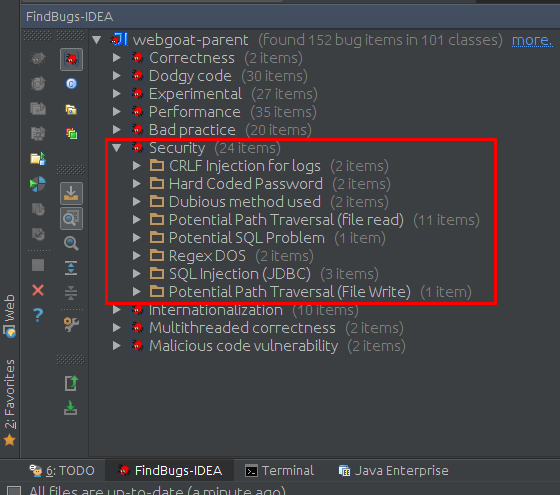 FindBugs-IDEA
webgoat-parent (found 152 bug items in 101 classes) more.
Correctness (2 items)
Dodgy code (30 items)
Experimental (27 items)
Performance (35 items)
Bad practice (20 items)
Security (24 items)
CRLF Injection for logs (2 items)
Hard Coded Password (2 items)
Dubious method used (2 items)
Potential Path Traversal (file read) (11 items)
Potential SQL Problem (1 item)
Regex DOS (2 items)
SQL Injection (JDBC) (3 items)
Potential Path Traversal (File Write) (1 item)
Internationalization (10 items)
Multithreaded correctness (2 items)
Malicious code vulnerability (2 items)
Web
2: Favorites
6: TODO FindBugs-IDEA Terminal Java Enterprise
All files are up-to-date (a minute ago)